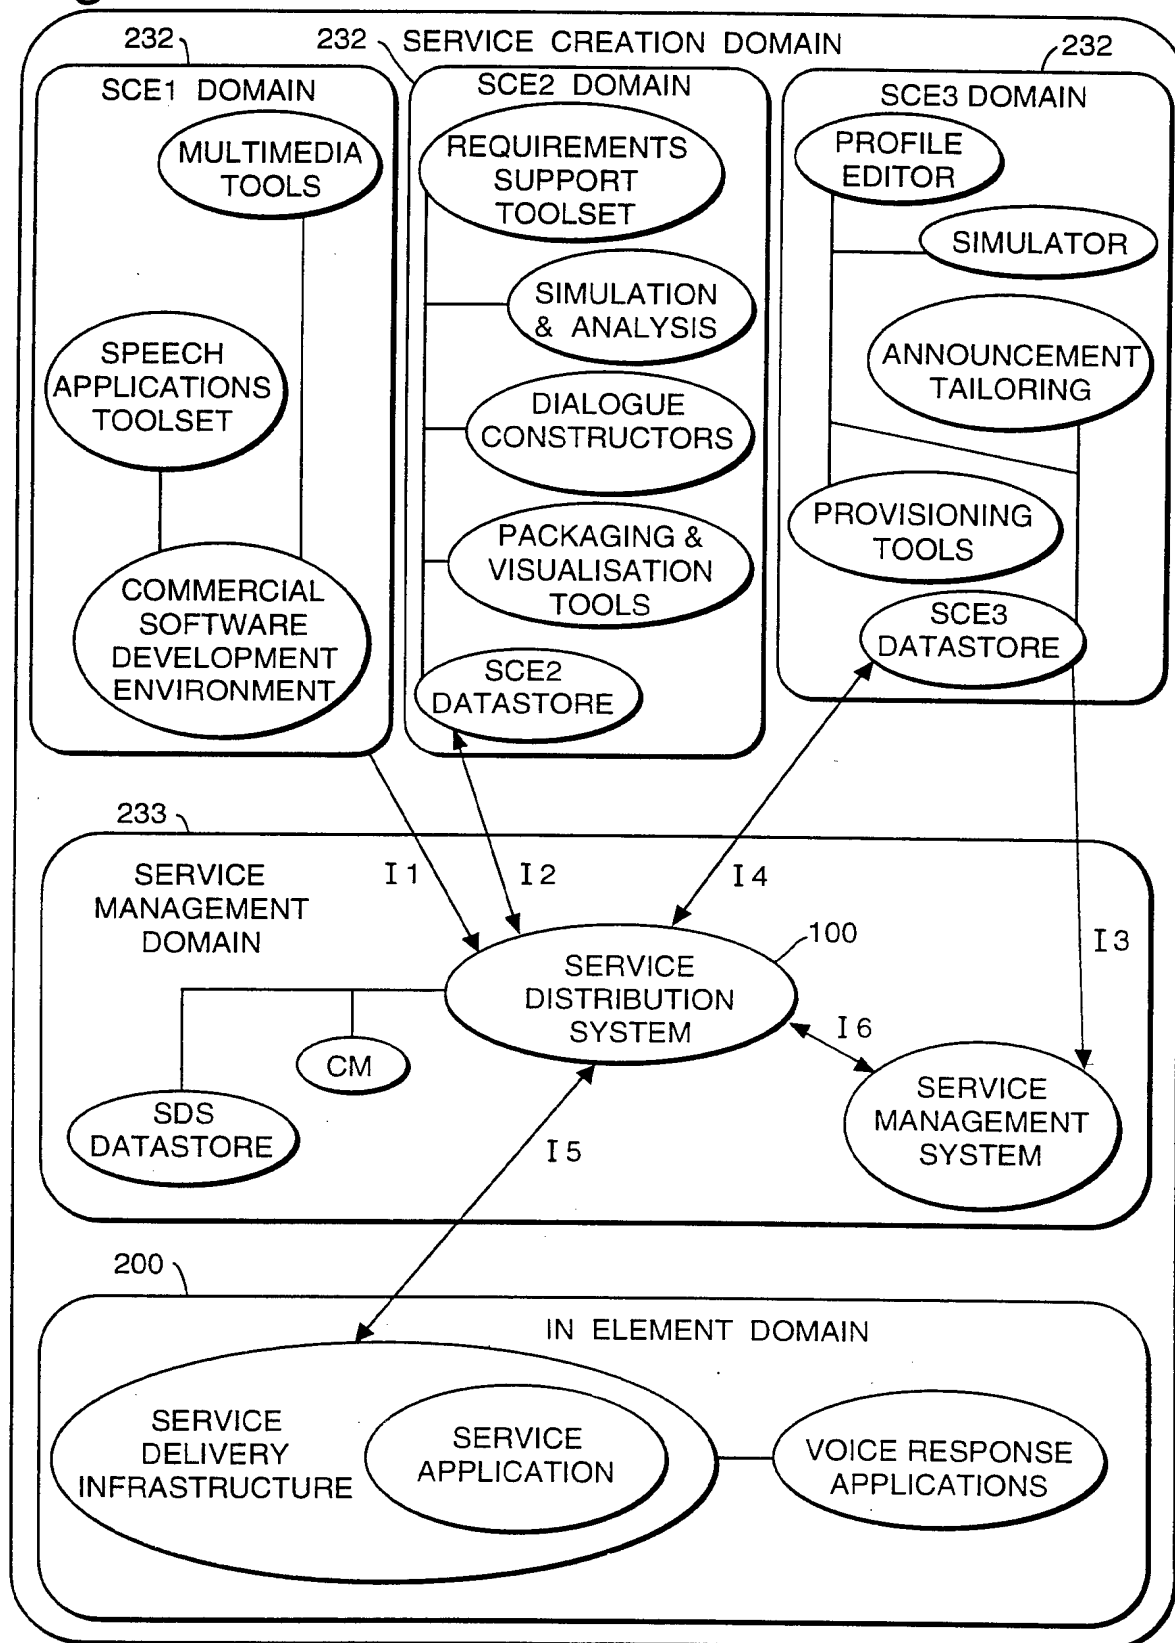 232
232
SERVICE CREATION DOMAIN
232
SCE1 DOMAIN
MULTIMEDIA
TOOLS
SPEECH
APPLICATIONS
TOOLSET
COMMERCIAL
SOFTWARE
DEVELOPMENT
ENVIRONMENT
SCE2 DOMAIN
REQUIREMENTS
SUPPORT
TOOLSET
SIMULATION
& ANALYSIS
DIALOGUE
CONSTRUCTORS
PACKAGING &
VISUALISATION
TOOLS
SCE2
DATASTORE
SCE3 DOMAIN
PROFILE
EDITOR
SIMULATOR
ANNOUNCEMENT
TAILORING
PROVISIONING
TOOLS
SCE3
DATASTORE
233
SERVICE
MANAGEMENT
DOMAIN
I1
I2
I4
I3
100
SERVICE
DISTRIBUTION
SYSTEM
I6
CM
SDS
DATASTORE
SERVICE
MANAGEMENT
SYSTEM
I5
200
IN ELEMENT DOMAIN
SERVICE
DELIVERY
INFRASTRUCTURE
SERVICE
APPLICATION
VOICE RESPONSE
APPLICATIONS